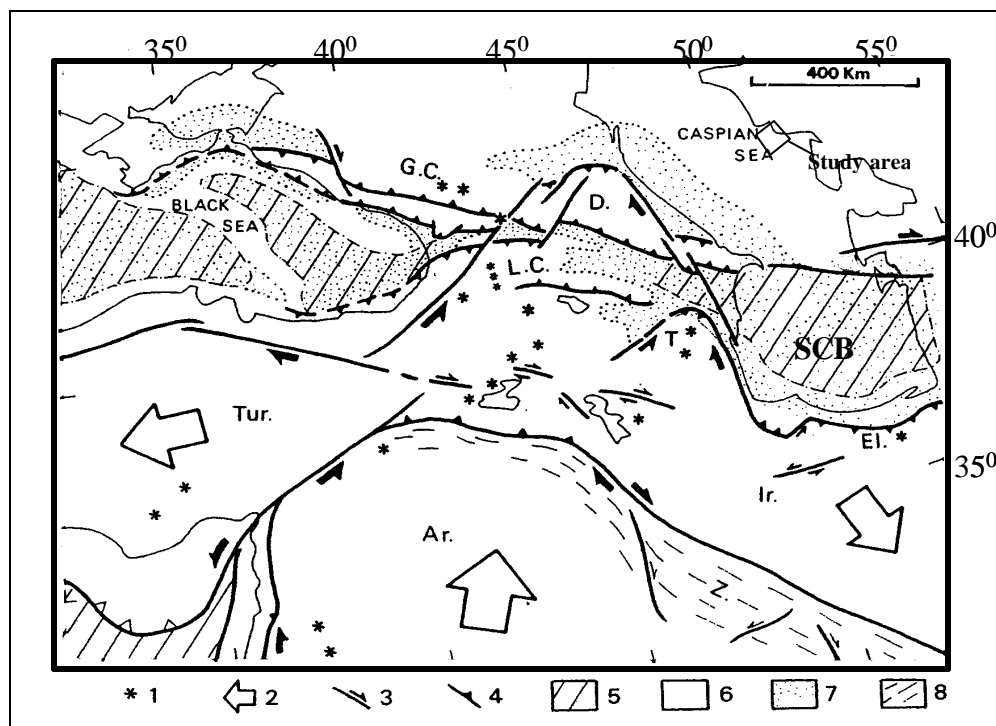 35⁰ 40⁰ 45⁰ 50⁰ 55⁰
400 Km
CASPIAN
SEA
Study area
G.C.
D.
BLACK
SEA
40⁰
L.C.
T
SCB
Tur.
El.
35⁰
Ir.
Ar.
Z.
* 1 2 3 4 5 6 7 8